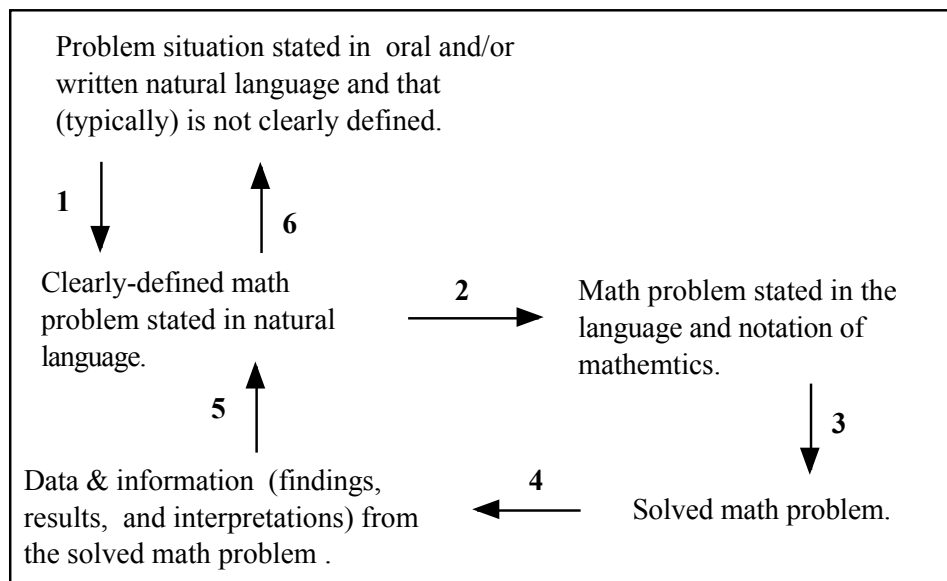 Problem situation stated in  oral and/or
written natural language and that
(typically) is not clearly defined.
1
6
Clearly-defined math
problem stated in natural
language.
2
Math problem stated in the
language and notation of
mathemtics.
5
3
Data & information  (findings,
results,  and interpretations) from
the solved math problem .
4
Solved math problem.